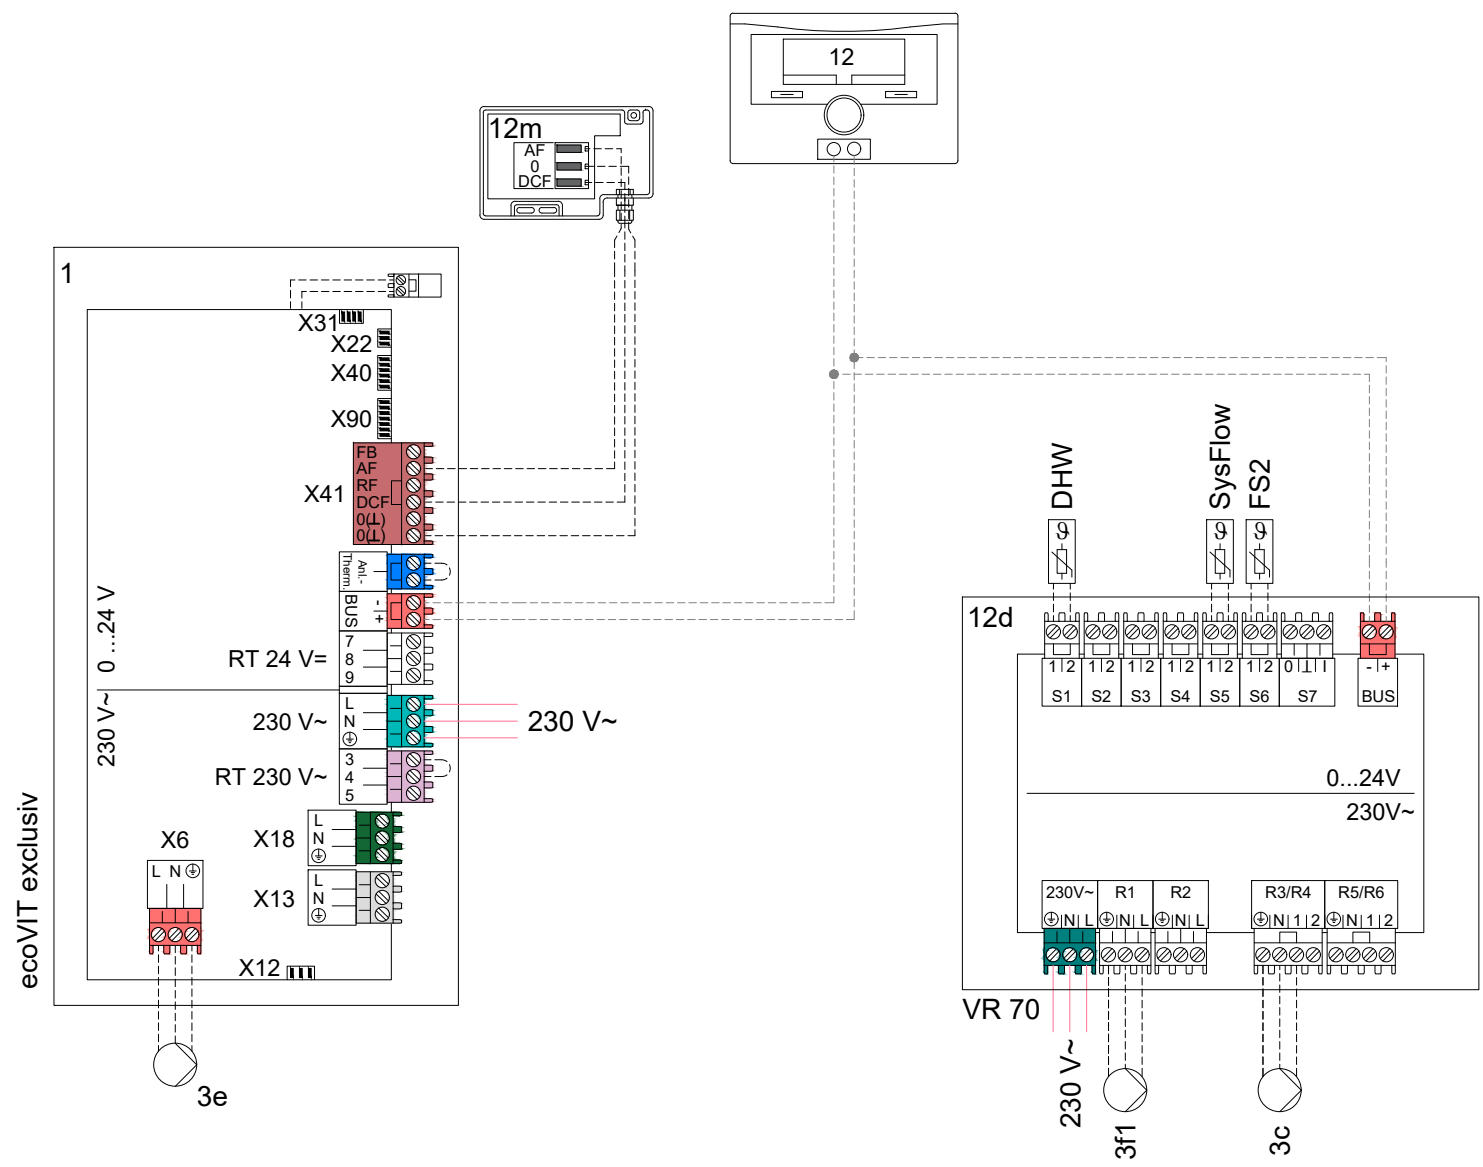 12
12m
AF
0
DCF
1
X31
X22
X40
X90
X41
FB
AF
RF
DCF
0(⊥)
0(⊥)
Anl.-
Therm.
BUS
-
+
0 ...24 V
230 V~
RT 24 V=
7
8
9
230 V~
L
N
230 V~
RT 230 V~
3
4
5
X18
L
N
X13
L
N
X6
L N
X12
ecoVIT exclusiv
3e
DHW
SysFlow
FS2
ϑ
ϑ
ϑ
12d
1|2
1|2
1|2
1|2
1|2
1|2
0|⊥|I
-|+
S1
S2
S3
S4
S5
S6
S7
BUS
0...24V
230V~
230V~
R1
R2
R3/R4
R5/R6
|N|L
|N|L
|N|L
|N|1|2
|N|1|2
VR 70
230 V~
3f1
3c